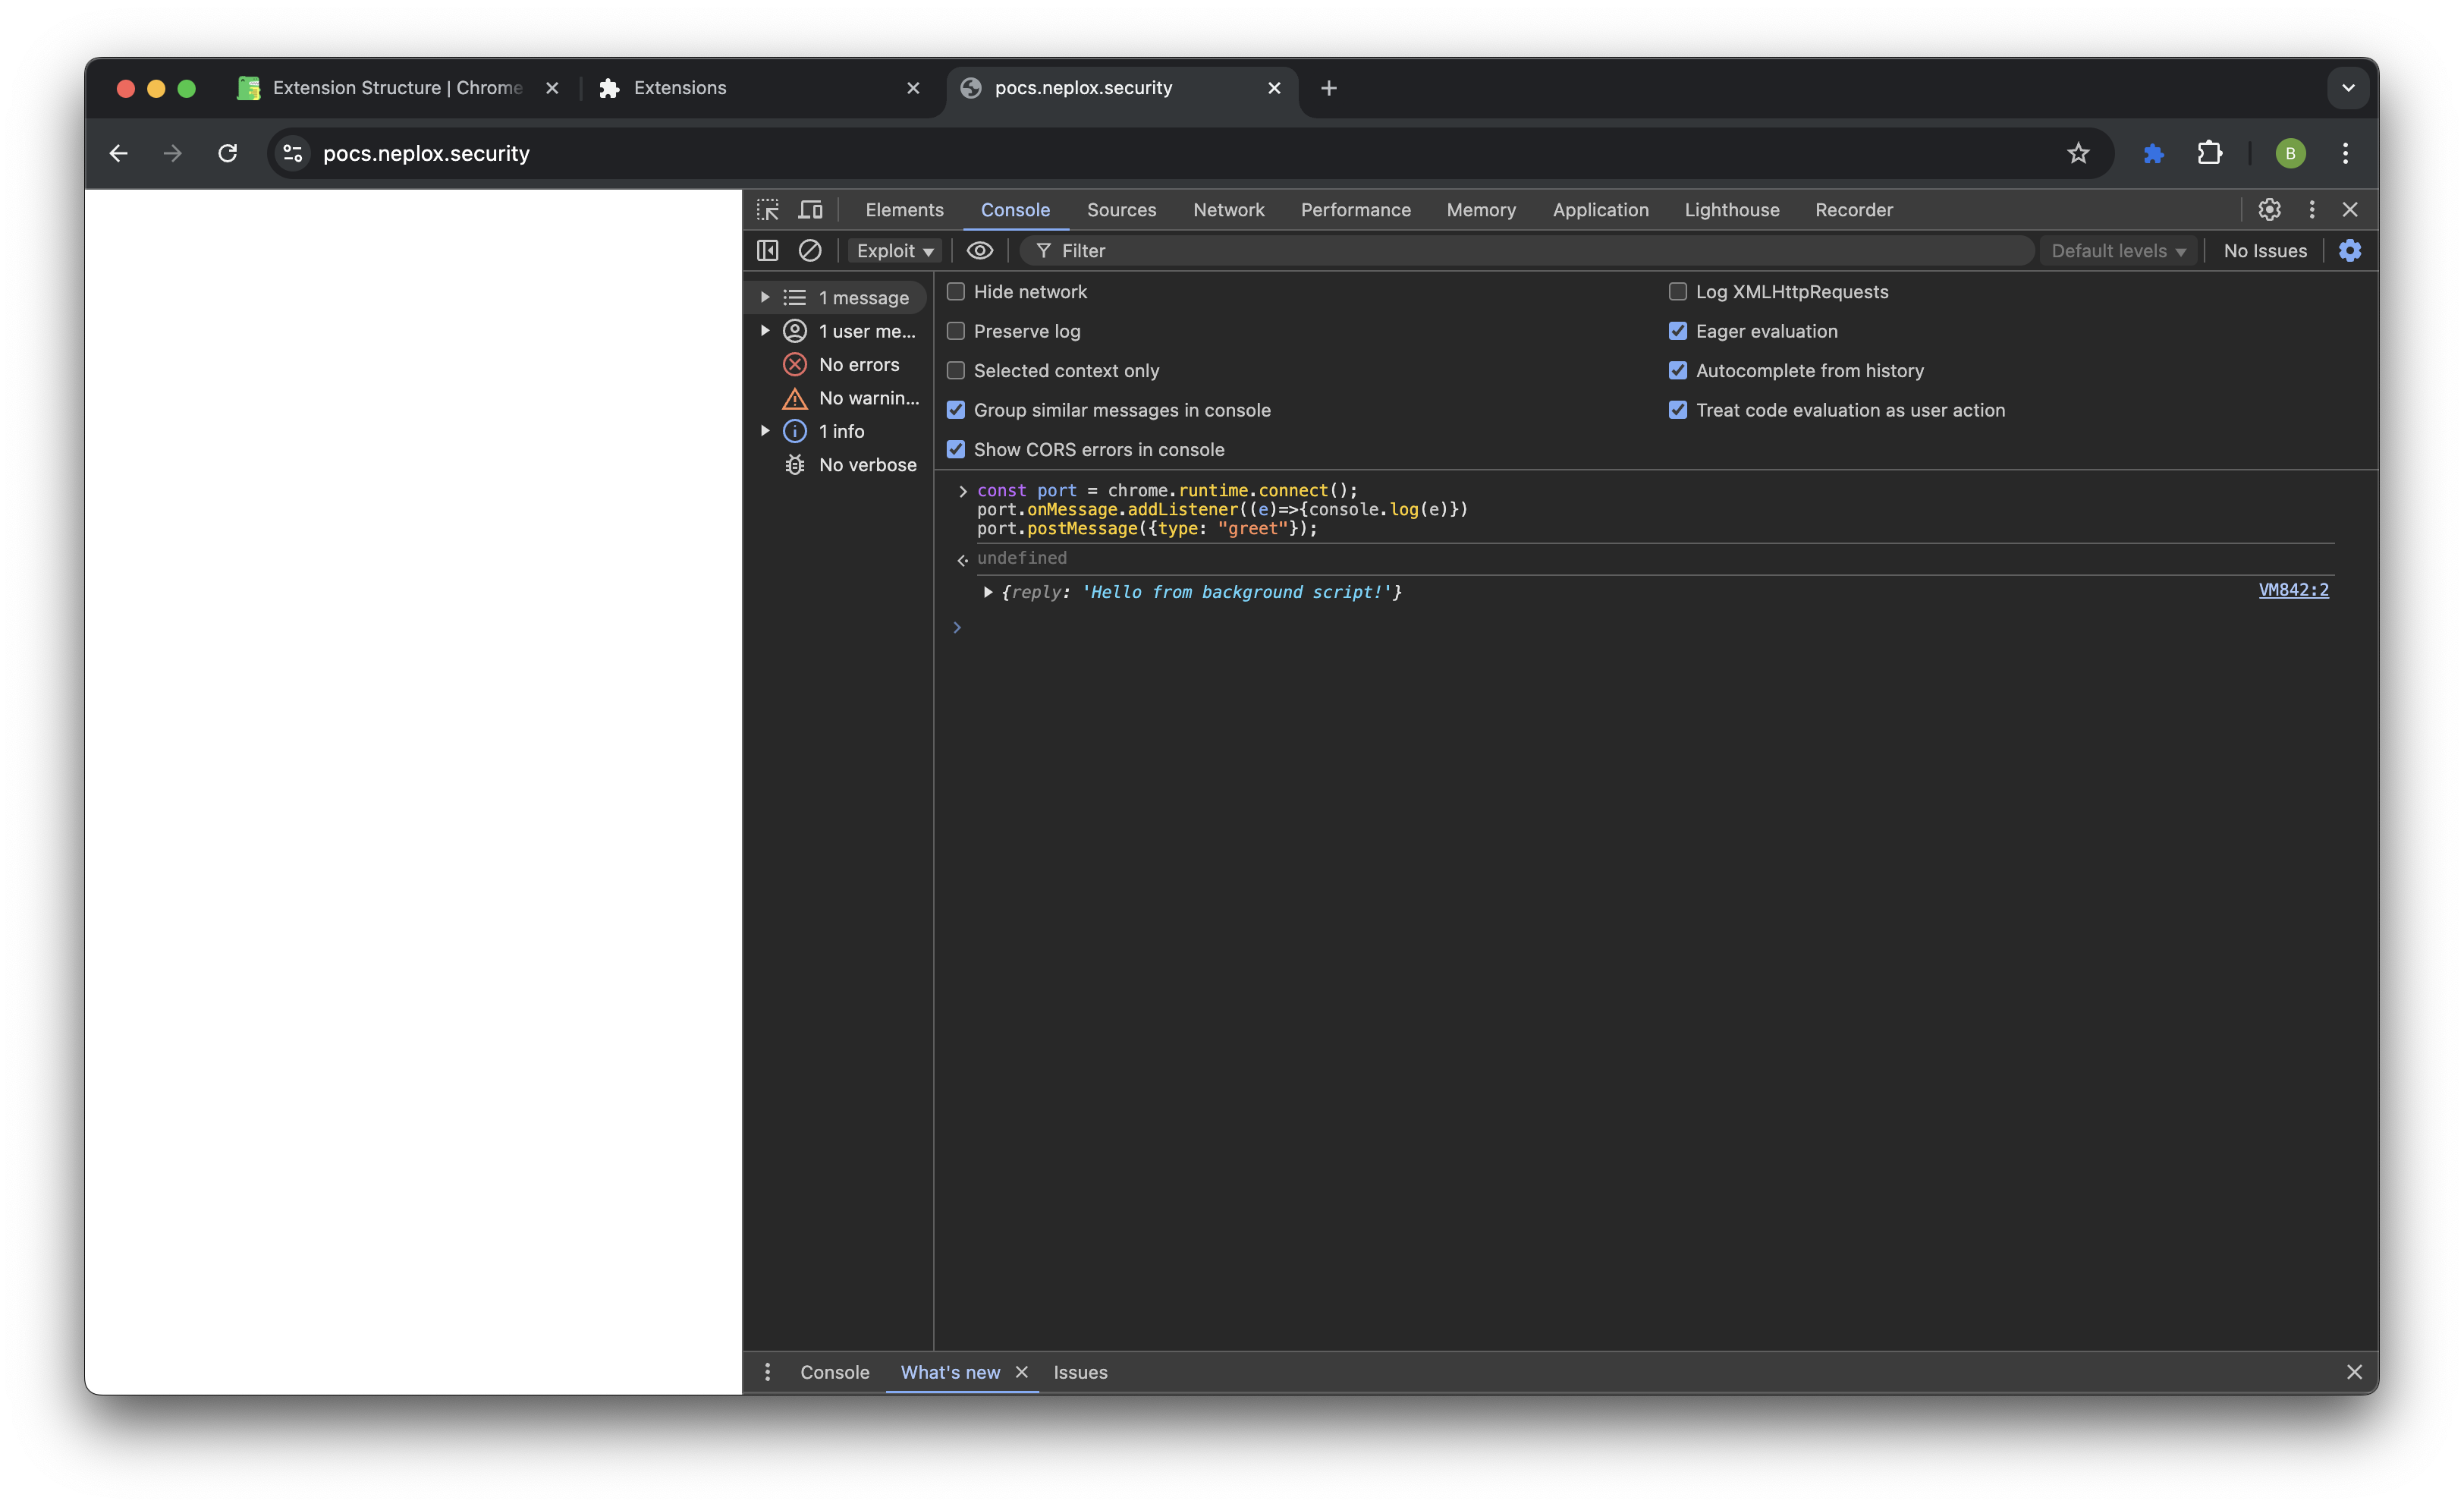 Extension Structure | Chrome
Extensions
pocs.neplox.security
pocs.neplox.security
B
Elements
Console
Sources
Network
Performance
Memory
Application
Lighthouse
Recorder
Exploit
Filter
Default levels
No Issues
1 message
1 user me...
No errors
No warnin...
1 info
No verbose
Hide network
Log XMLHttpRequests
Preserve log
Eager evaluation
Selected context only
Autocomplete from history
Group similar messages in console
Treat code evaluation as user action
Show CORS errors in console
const port = chrome.runtime.connect();
port.onMessage.addListener((e)=>{console.log(e)})
port.postMessage({type: "greet"});
undefined
{reply: 'Hello from background script!'}
VM842:2
Console
What's new
Issues